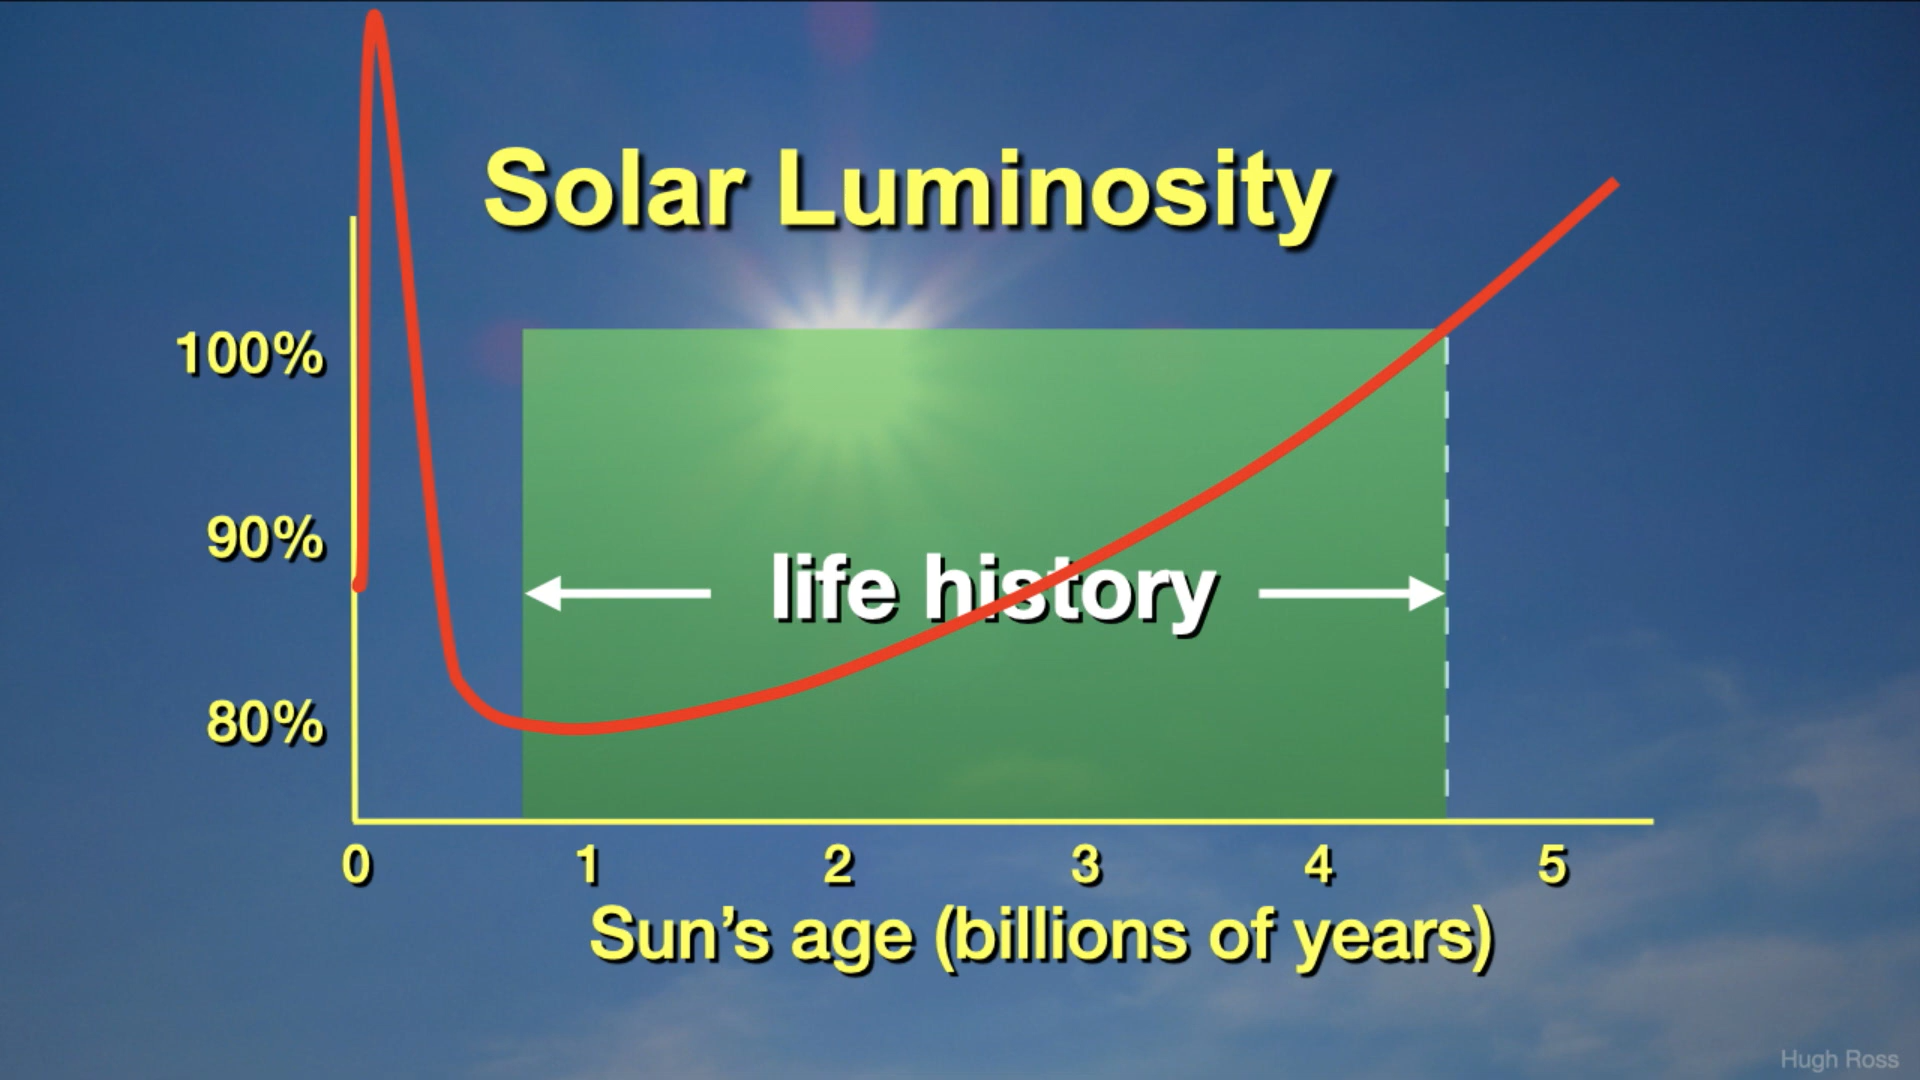 Solar Luminosity
100%
90%
life history
80%
0 1 2 3 4 5
Sun’s age (billions of years)
Hugh Ross